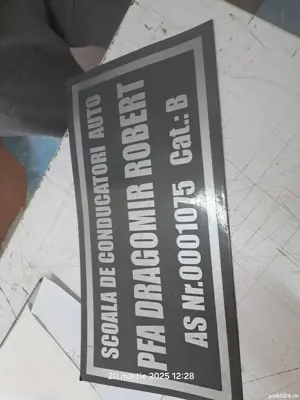 SCOALA DE CONDUCATORI AUTO
PFA DRAGOMIR ROBERT
AS Nr.0001075 Cat.: B
20 martie 2025 12:28